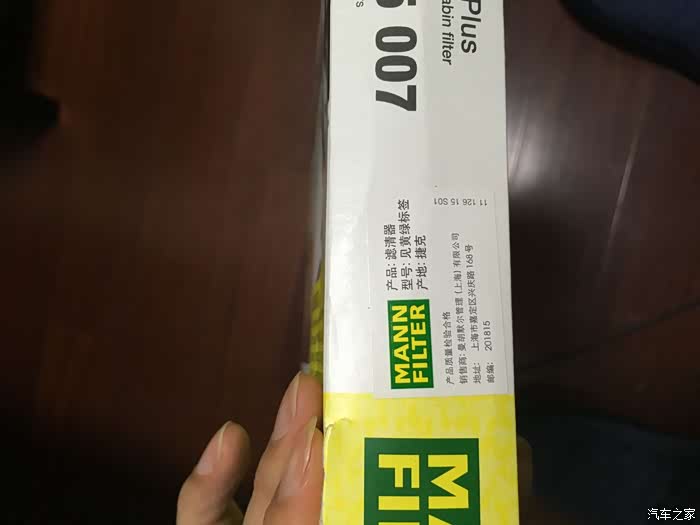 Plus
abin filter
007
MANN
FILTER
产品: 滤清器
型号: 见黄绿标签
产地: 捷克
产品质量检验合格
销售商: 曼胡默尔管理(上海)有限公司
地址: 上海市嘉定区兴庆路168号
邮编: 201815
11 126 15 S01
MA
FI
汽车之家